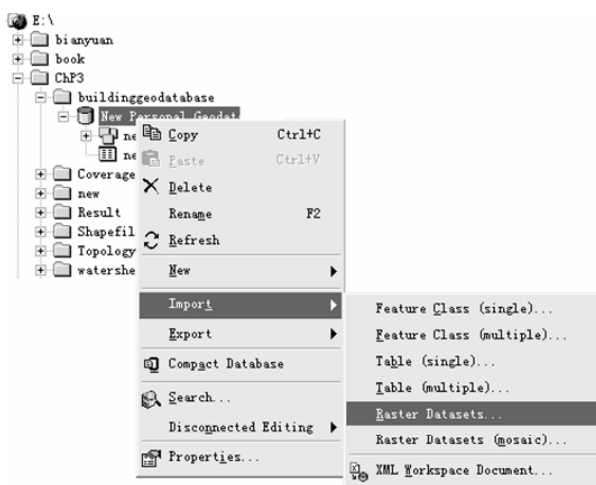 E:\
bianyuan
book
ChP3
buildinggeodatabase
New Personal Geodat
ne
ne
Coverage
new
Result
Shapefil
Topology
watershe
Copy Ctrl+C
Paste Ctrl+V
Delete
Rename F2
Refresh
New
Import
Export
Compact Database
Search...
Disconnected Editing
Properties...
Feature Class (single)...
Feature Class (multiple)...
Table (single)...
Table (multiple)...
Raster Datasets...
Raster Datasets (mosaic)...
XML Workspace Document...